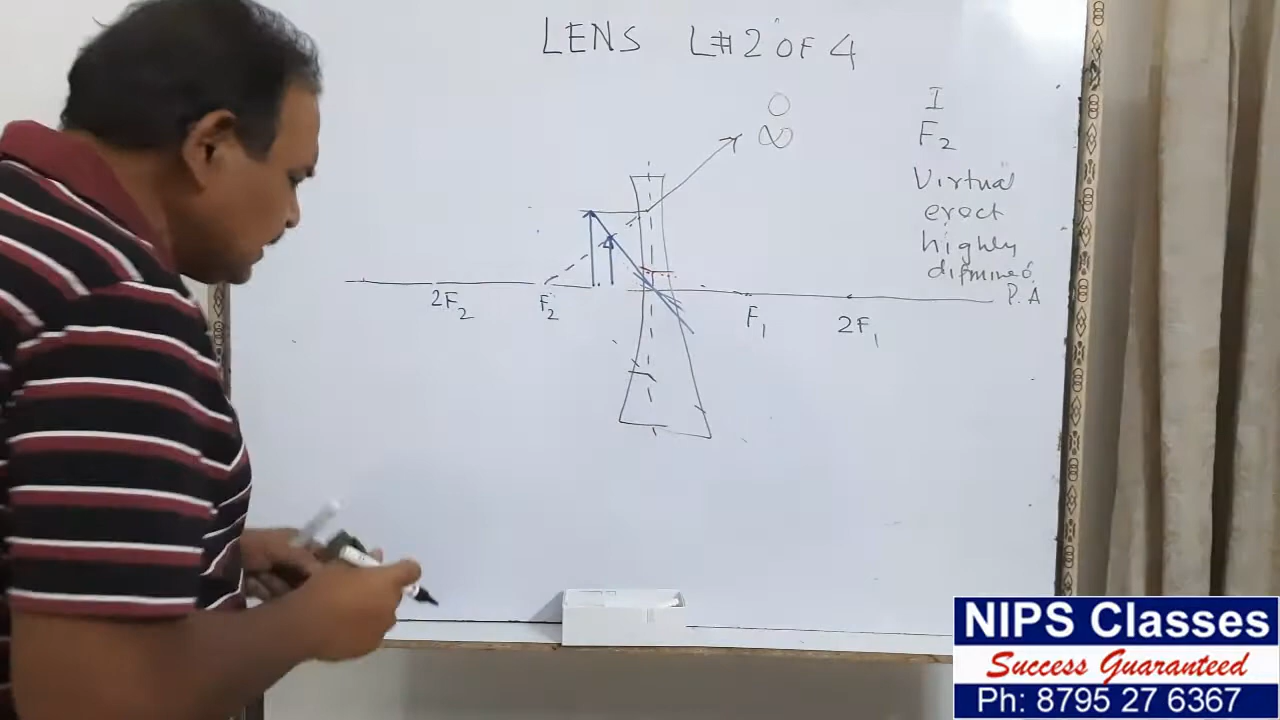 LENS L#2 OF 4
O
∞
I
F2
Virtual
erect
highly
P.A
2F2
F2
F1
2F1
NIPS Classes
Success Guaranteed
Ph: 8795 27 6367